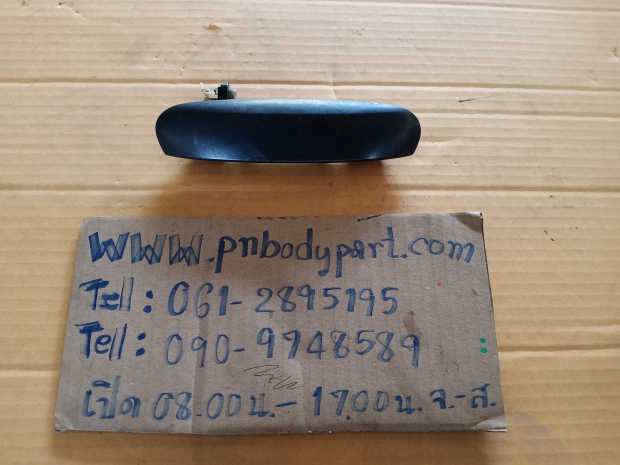 www.pnbodypart.com
Tell : 061-2895195
Tell : 090-9748589
เปิด 08.00น.- 17.00น. จ.-ส.